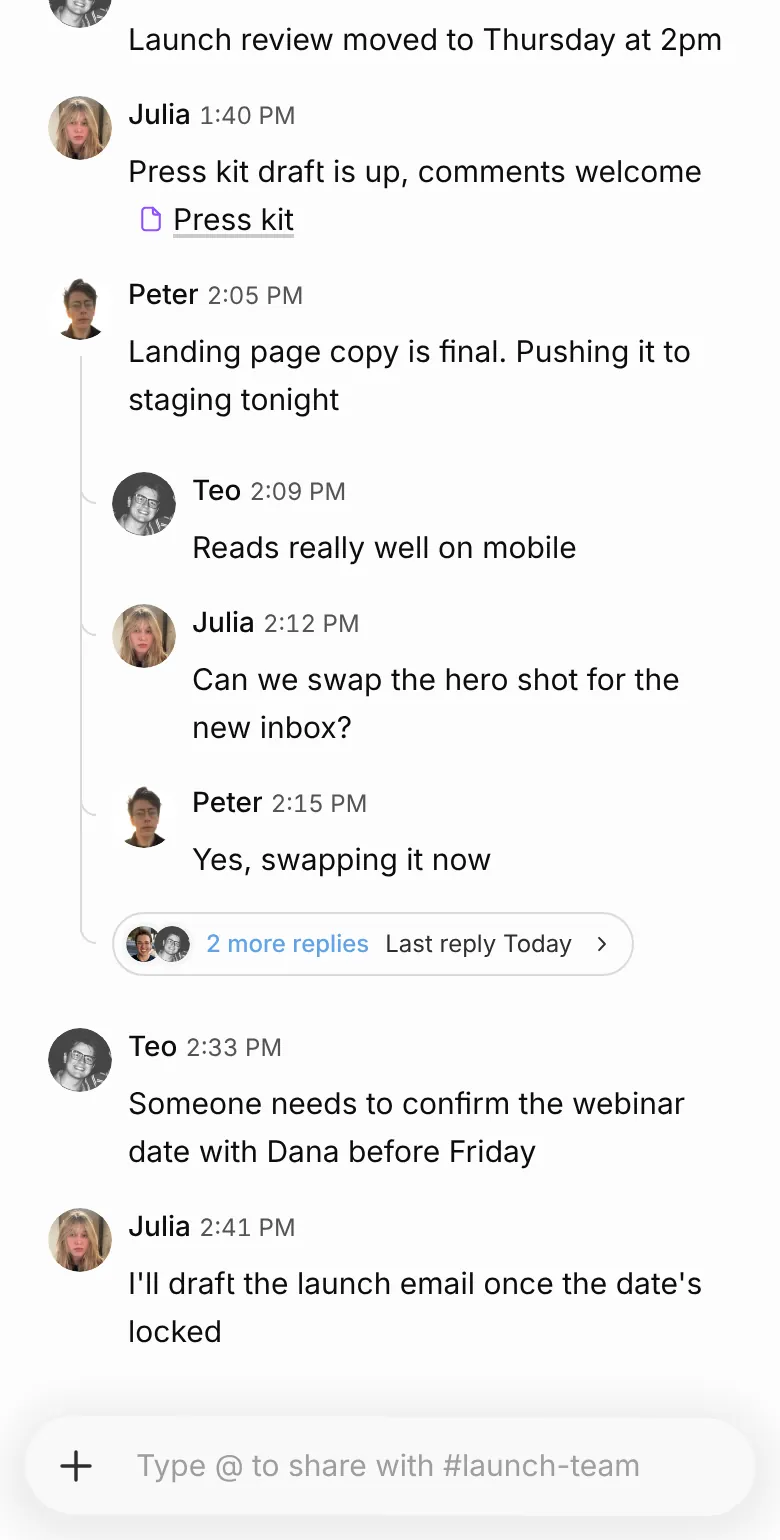 Launch review moved to Thursday at 2pm
Julia 1:40 PM
Press kit draft is up, comments welcome
Press kit
Peter 2:05 PM
Landing page copy is final. Pushing it to
staging tonight
Teo 2:09 PM
Reads really well on mobile
Julia 2:12 PM
Can we swap the hero shot for the
new inbox?
Peter 2:15 PM
Yes, swapping it now
2 more replies Last reply Today
Teo 2:33 PM
Someone needs to confirm the webinar
date with Dana before Friday
Julia 2:41 PM
I'll draft the launch email once the date's
locked
Type @ to share with #launch-team